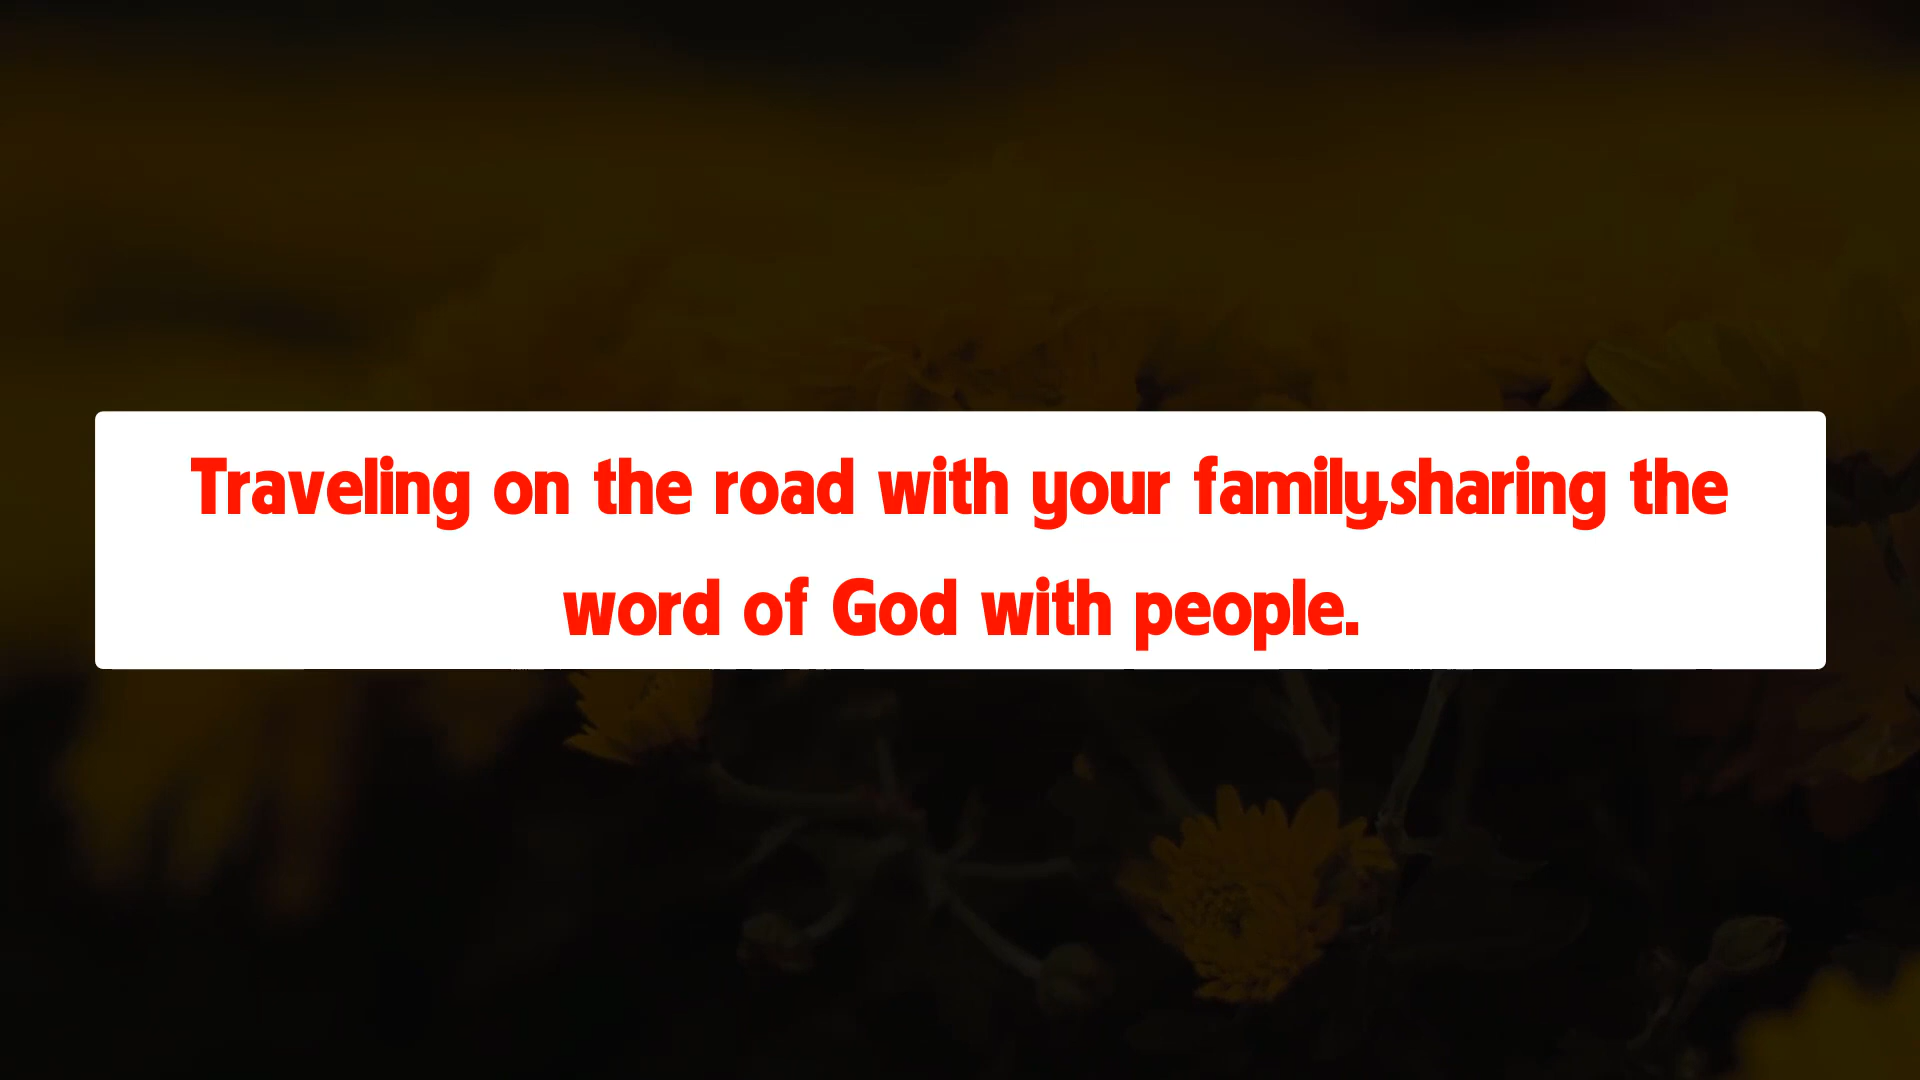 Traveling on the road with your family,sharing the
word of God with people.